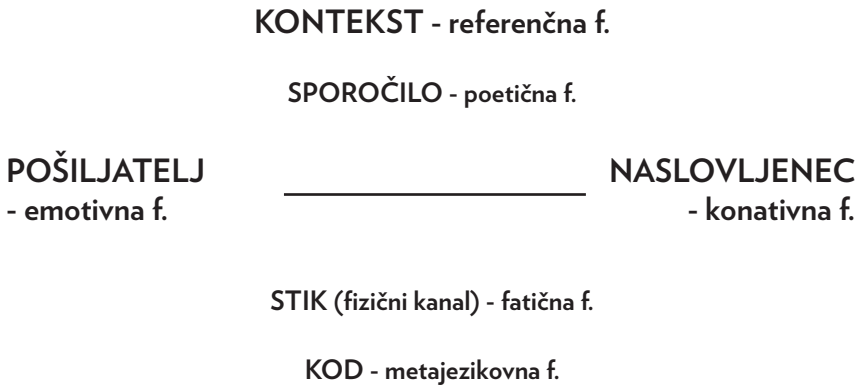 KONTEKST - referenčna f.
SPOROČILO - poetična f.
POŠILJATELJ
- emotivna f.
NASLOVLJENEC
- konativna f.
STIK (fizični kanal) - fatična f.
KOD - metajezikovna f.